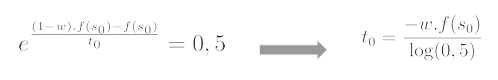 e^{\frac{(1-w).f(s_0)-f(s_0)}{t_0}} = 0,5 t_0 = \frac{-w.f(s_0)}{\log(0,5)}